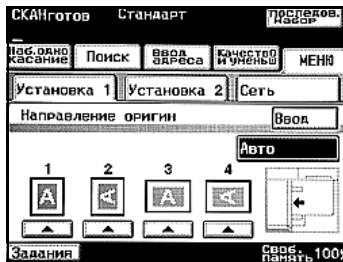 СКАНготов Стандарт Последов. Набор
Наб.одно касание Поиск Ввод адреса Качество и уменьш МЕНЮ
Установка 1 Установка 2 Сеть
Направление оригин Ввод
Авто
1 2 3 4
A A A A
Задания Своб. память 100%